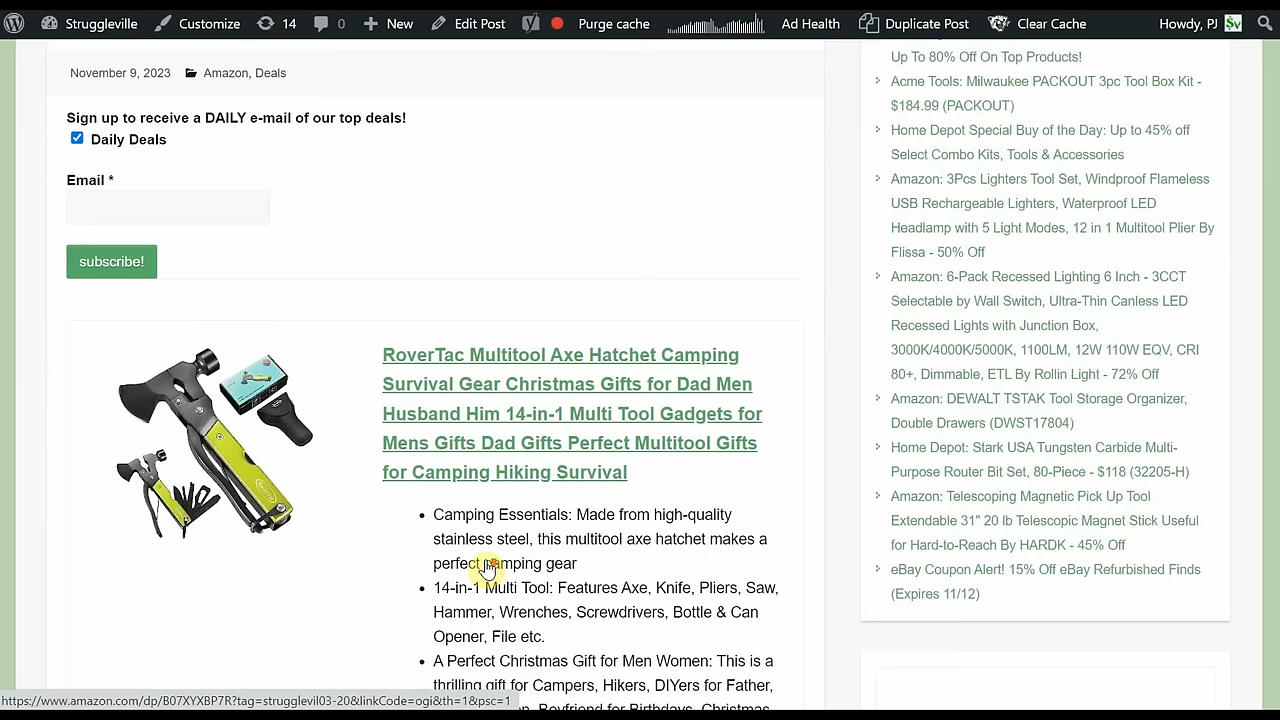 Struggleville Customize 14 0 New Edit Post Purge cache Ad Health Duplicate Post Clear Cache Howdy, PJ
November 9, 2023 Amazon, Deals
Sign up to receive a DAILY e-mail of our top deals!
Daily Deals
Email *
subscribe!
RoverTac Multitool Axe Hatchet Camping
Survival Gear Christmas Gifts for Dad Men
Husband Him 14-in-1 Multi Tool Gadgets for
Mens Gifts Dad Gifts Perfect Multitool Gifts
for Camping Hiking Survival
Camping Essentials: Made from high-quality
stainless steel, this multitool axe hatchet makes a
perfect camping gear
14-in-1 Multi Tool: Features Axe, Knife, Pliers, Saw,
Hammer, Wrenches, Screwdrivers, Bottle & Can
Opener, File etc.
A Perfect Christmas Gift for Men Women: This is a
thrilling gift for Campers, Hikers, DIYers for Father,
Boyfriend for Birthdays, Christmas
Up To 80% Off On Top Products!
Acme Tools: Milwaukee PACKOUT 3pc Tool Box Kit -
$184.99 (PACKOUT)
Home Depot Special Buy of the Day: Up to 45% off
Select Combo Kits, Tools & Accessories
Amazon: 3Pcs Lighters Tool Set, Windproof Flameless
USB Rechargeable Lighters, Waterproof LED
Headlamp with 5 Light Modes, 12 in 1 Multitool Plier By
Flissa - 50% Off
Amazon: 6-Pack Recessed Lighting 6 Inch - 3CCT
Selectable by Wall Switch, Ultra-Thin Canless LED
Recessed Lights with Junction Box,
3000K/4000K/5000K, 1100LM, 12W 110W EQV, CRI
80+, Dimmable, ETL By Rollin Light - 72% Off
Amazon: DEWALT TSTAK Tool Storage Organizer,
Double Drawers (DWST17804)
Home Depot: Stark USA Tungsten Carbide Multi-
Purpose Router Bit Set, 80-Piece - $118 (32205-H)
Amazon: Telescoping Magnetic Pick Up Tool
Extendable 31" 20 lb Telescopic Magnet Stick Useful
for Hard-to-Reach By HARDK - 45% Off
eBay Coupon Alert! 15% Off eBay Refurbished Finds
(Expires 11/12)
https://www.amazon.com/dp/B07XYXBP7R?tag=strugglevil03-20&linkCode=ogi&th=1&psc=1